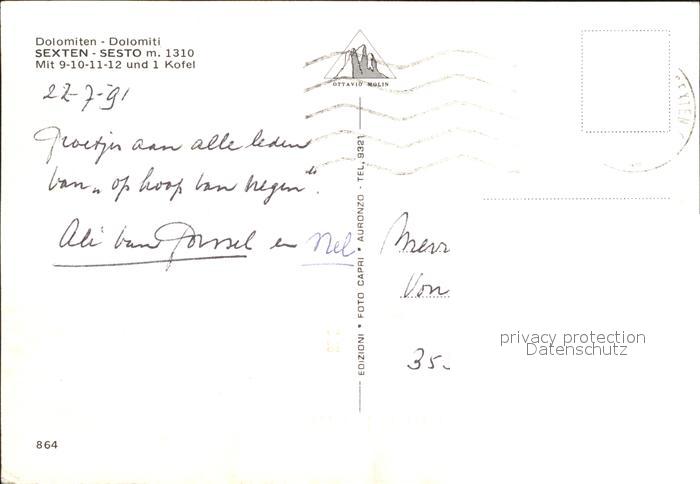 Dolomiten - Dolomiti
SEXTEN - SESTO m. 1310
Mit 9-10-11-12 und 1 Kofel
22-7-91
Groetjes aan alle leden
van „op hoop van zegen".
Ali van en Nel
864
OTTAVIO MOLIN
EDIZIONI * FOTO CAPRI * AURONZO - TEL. 9321
SEXTEN
Mevr
Von
35
privacy protection
Datenschutz